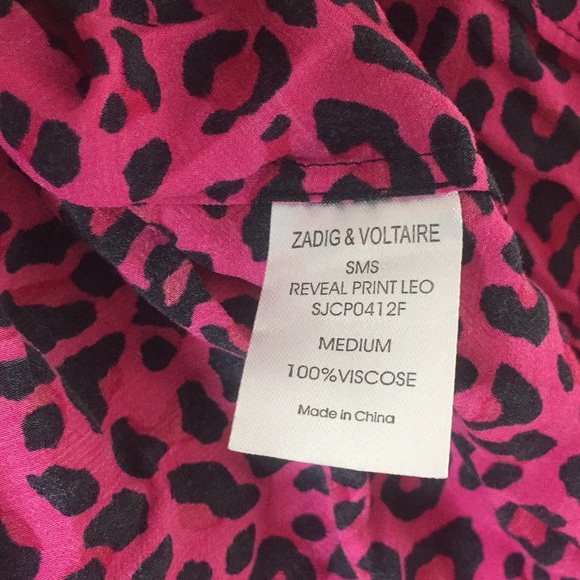 ZADIG & VOLTAIRE
SMS
REVEAL PRINT LEO
SJCP0412F
MEDIUM
100%VISCOSE
Made in China